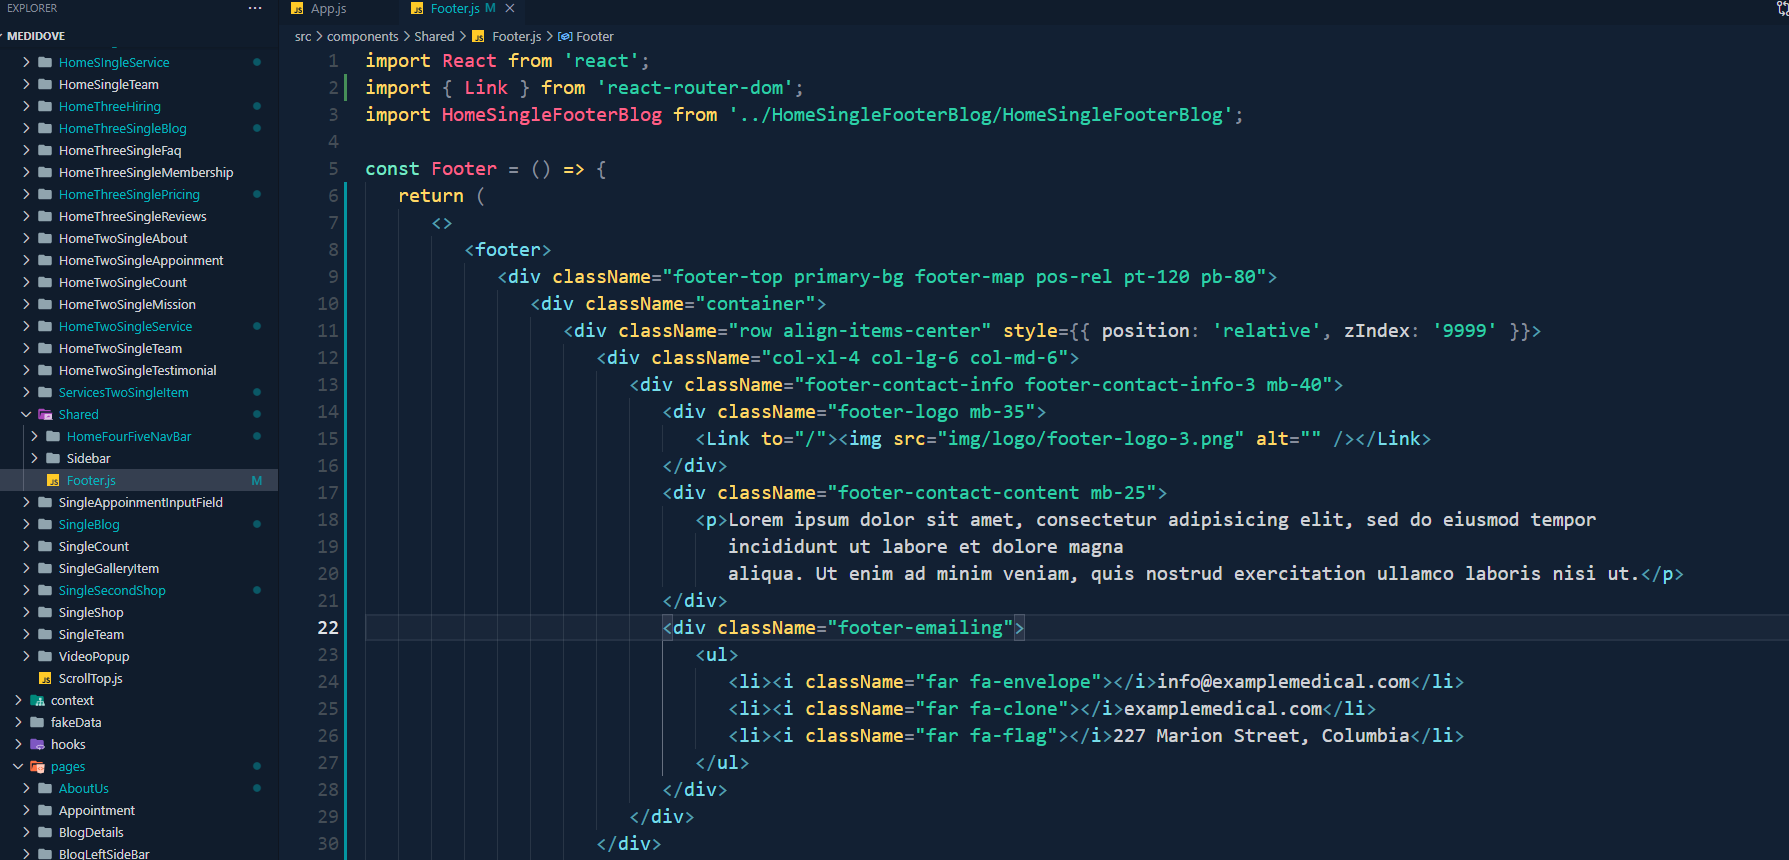 EXPLORER
MEDIDOVE
HomeSIngleService
HomeSingleTeam
HomeThreeHiring
HomeThreeSingleBlog
HomeThreeSingleFaq
HomeThreeSingleMembership
HomeThreeSinglePricing
HomeThreeSingleReviews
HomeTwoSingleAbout
HomeTwoSingleAppoinment
HomeTwoSingleCount
HomeTwoSingleMission
HomeTwoSingleService
HomeTwoSingleTeam
HomeTwoSingleTestimonial
ServicesTwoSingleItem
Shared
HomeFourFiveNavBar
Sidebar
JS Footer.js M
SingleAppoinmentInputField
SingleBlog
SingleCount
SingleGalleryItem
SingleSecondShop
SingleShop
SingleTeam
VideoPopup
JS ScrollTop.js
context
fakeData
hooks
pages
AboutUs
Appointment
BlogDetails
BlogLeftSideBar
JS App.js
JS Footer.js M
src > components > Shared > JS Footer.js > Footer
1 import React from 'react';
2 import { Link } from 'react-router-dom';
3 import HomeSingleFooterBlog from '../HomeSingleFooterBlog/HomeSingleFooterBlog';
4
5 const Footer = () => {
6 return (
7 <>
8 <footer>
9 <div className="footer-top primary-bg footer-map pos-rel pt-120 pb-80">
10 <div className="container">
11 <div className="row align-items-center" style={{ position: 'relative', zIndex: '9999' }}>
12 <div className="col-xl-4 col-lg-6 col-md-6">
13 <div className="footer-contact-info footer-contact-info-3 mb-40">
14 <div className="footer-logo mb-35">
15 <Link to="/"><img src="img/logo/footer-logo-3.png" alt="" /></Link>
16 </div>
17 <div className="footer-contact-content mb-25">
18 <p>Lorem ipsum dolor sit amet, consectetur adipisicing elit, sed do eiusmod tempor
19 incididunt ut labore et dolore magna
20 aliqua. Ut enim ad minim veniam, quis nostrud exercitation ullamco laboris nisi ut.</p>
21 </div>
22 <div className="footer-emailing">
23 <ul>
24 <li><i className="far fa-envelope"></i>info@examplemedical.com</li>
25 <li><i className="far fa-clone"></i>examplemedical.com</li>
26 <li><i className="far fa-flag"></i>227 Marion Street, Columbia</li>
27 </ul>
28 </div>
29 </div>
30 </div>